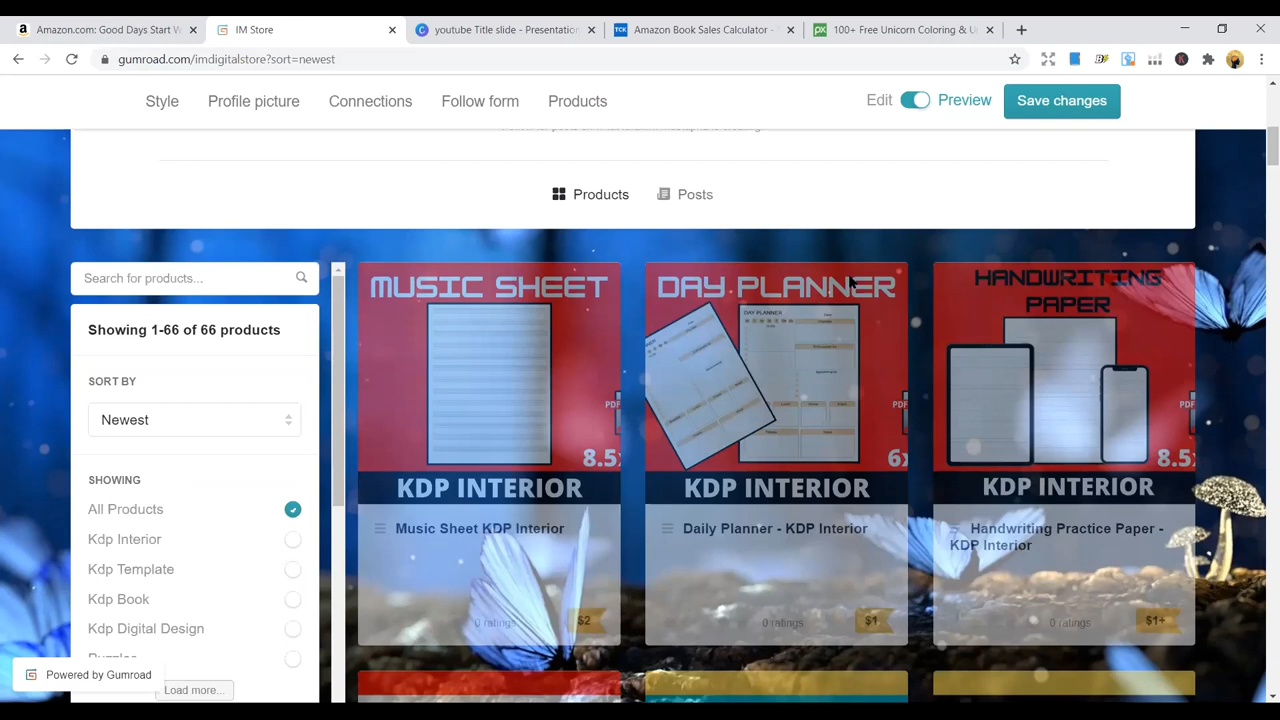 Amazon.com: Good Days Start W
IM Store
youtube Title slide - Presentation
Amazon Book Sales Calculator -
100+ Free Unicorn Coloring & U
gumroad.com/imdigitalstore?sort=newest
Style
Profile picture
Connections
Follow form
Products
Edit
Preview
Save changes
Products
Posts
Search for products...
Showing 1-66 of 66 products
SORT BY
Newest
SHOWING
All Products
Kdp Interior
Kdp Template
Kdp Book
Kdp Digital Design
Puzzles
Load more...
Powered by Gumroad
MUSIC SHEET
PDF
8.5x
KDP INTERIOR
Music Sheet KDP Interior
0 ratings
$2
DAY PLANNER
DAY PLANNER
PDF
6x
KDP INTERIOR
Daily Planner - KDP Interior
0 ratings
$1
HANDWRITING
PAPER
PDF
8.5x
KDP INTERIOR
Handwriting Practice Paper -
KDP Interior
0 ratings
$1+